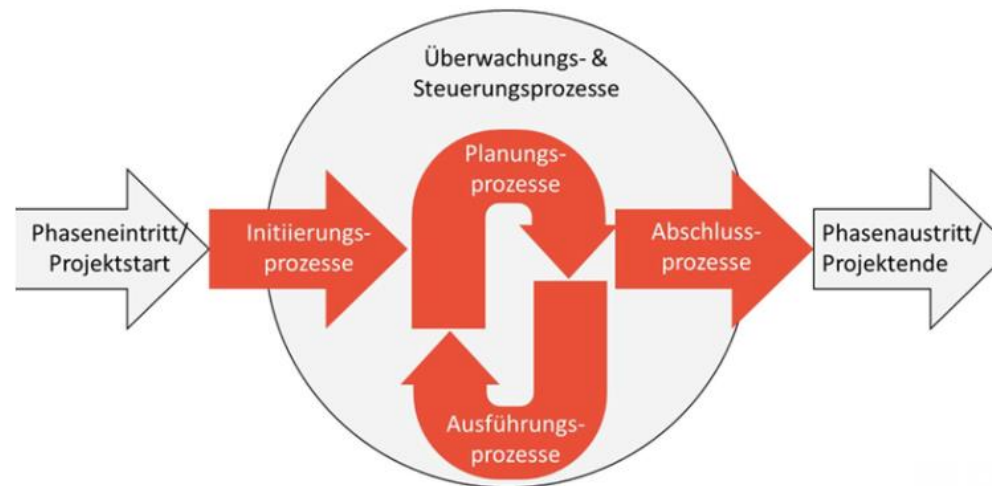 Überwachungs- &
Steuerungsprozesse
Planungs-
prozesse
Phaseneintritt/
Projektstart
Initiierungs-
prozesse
Abschluss-
prozesse
Phasenaustritt/
Projektende
Ausführungs-
prozesse